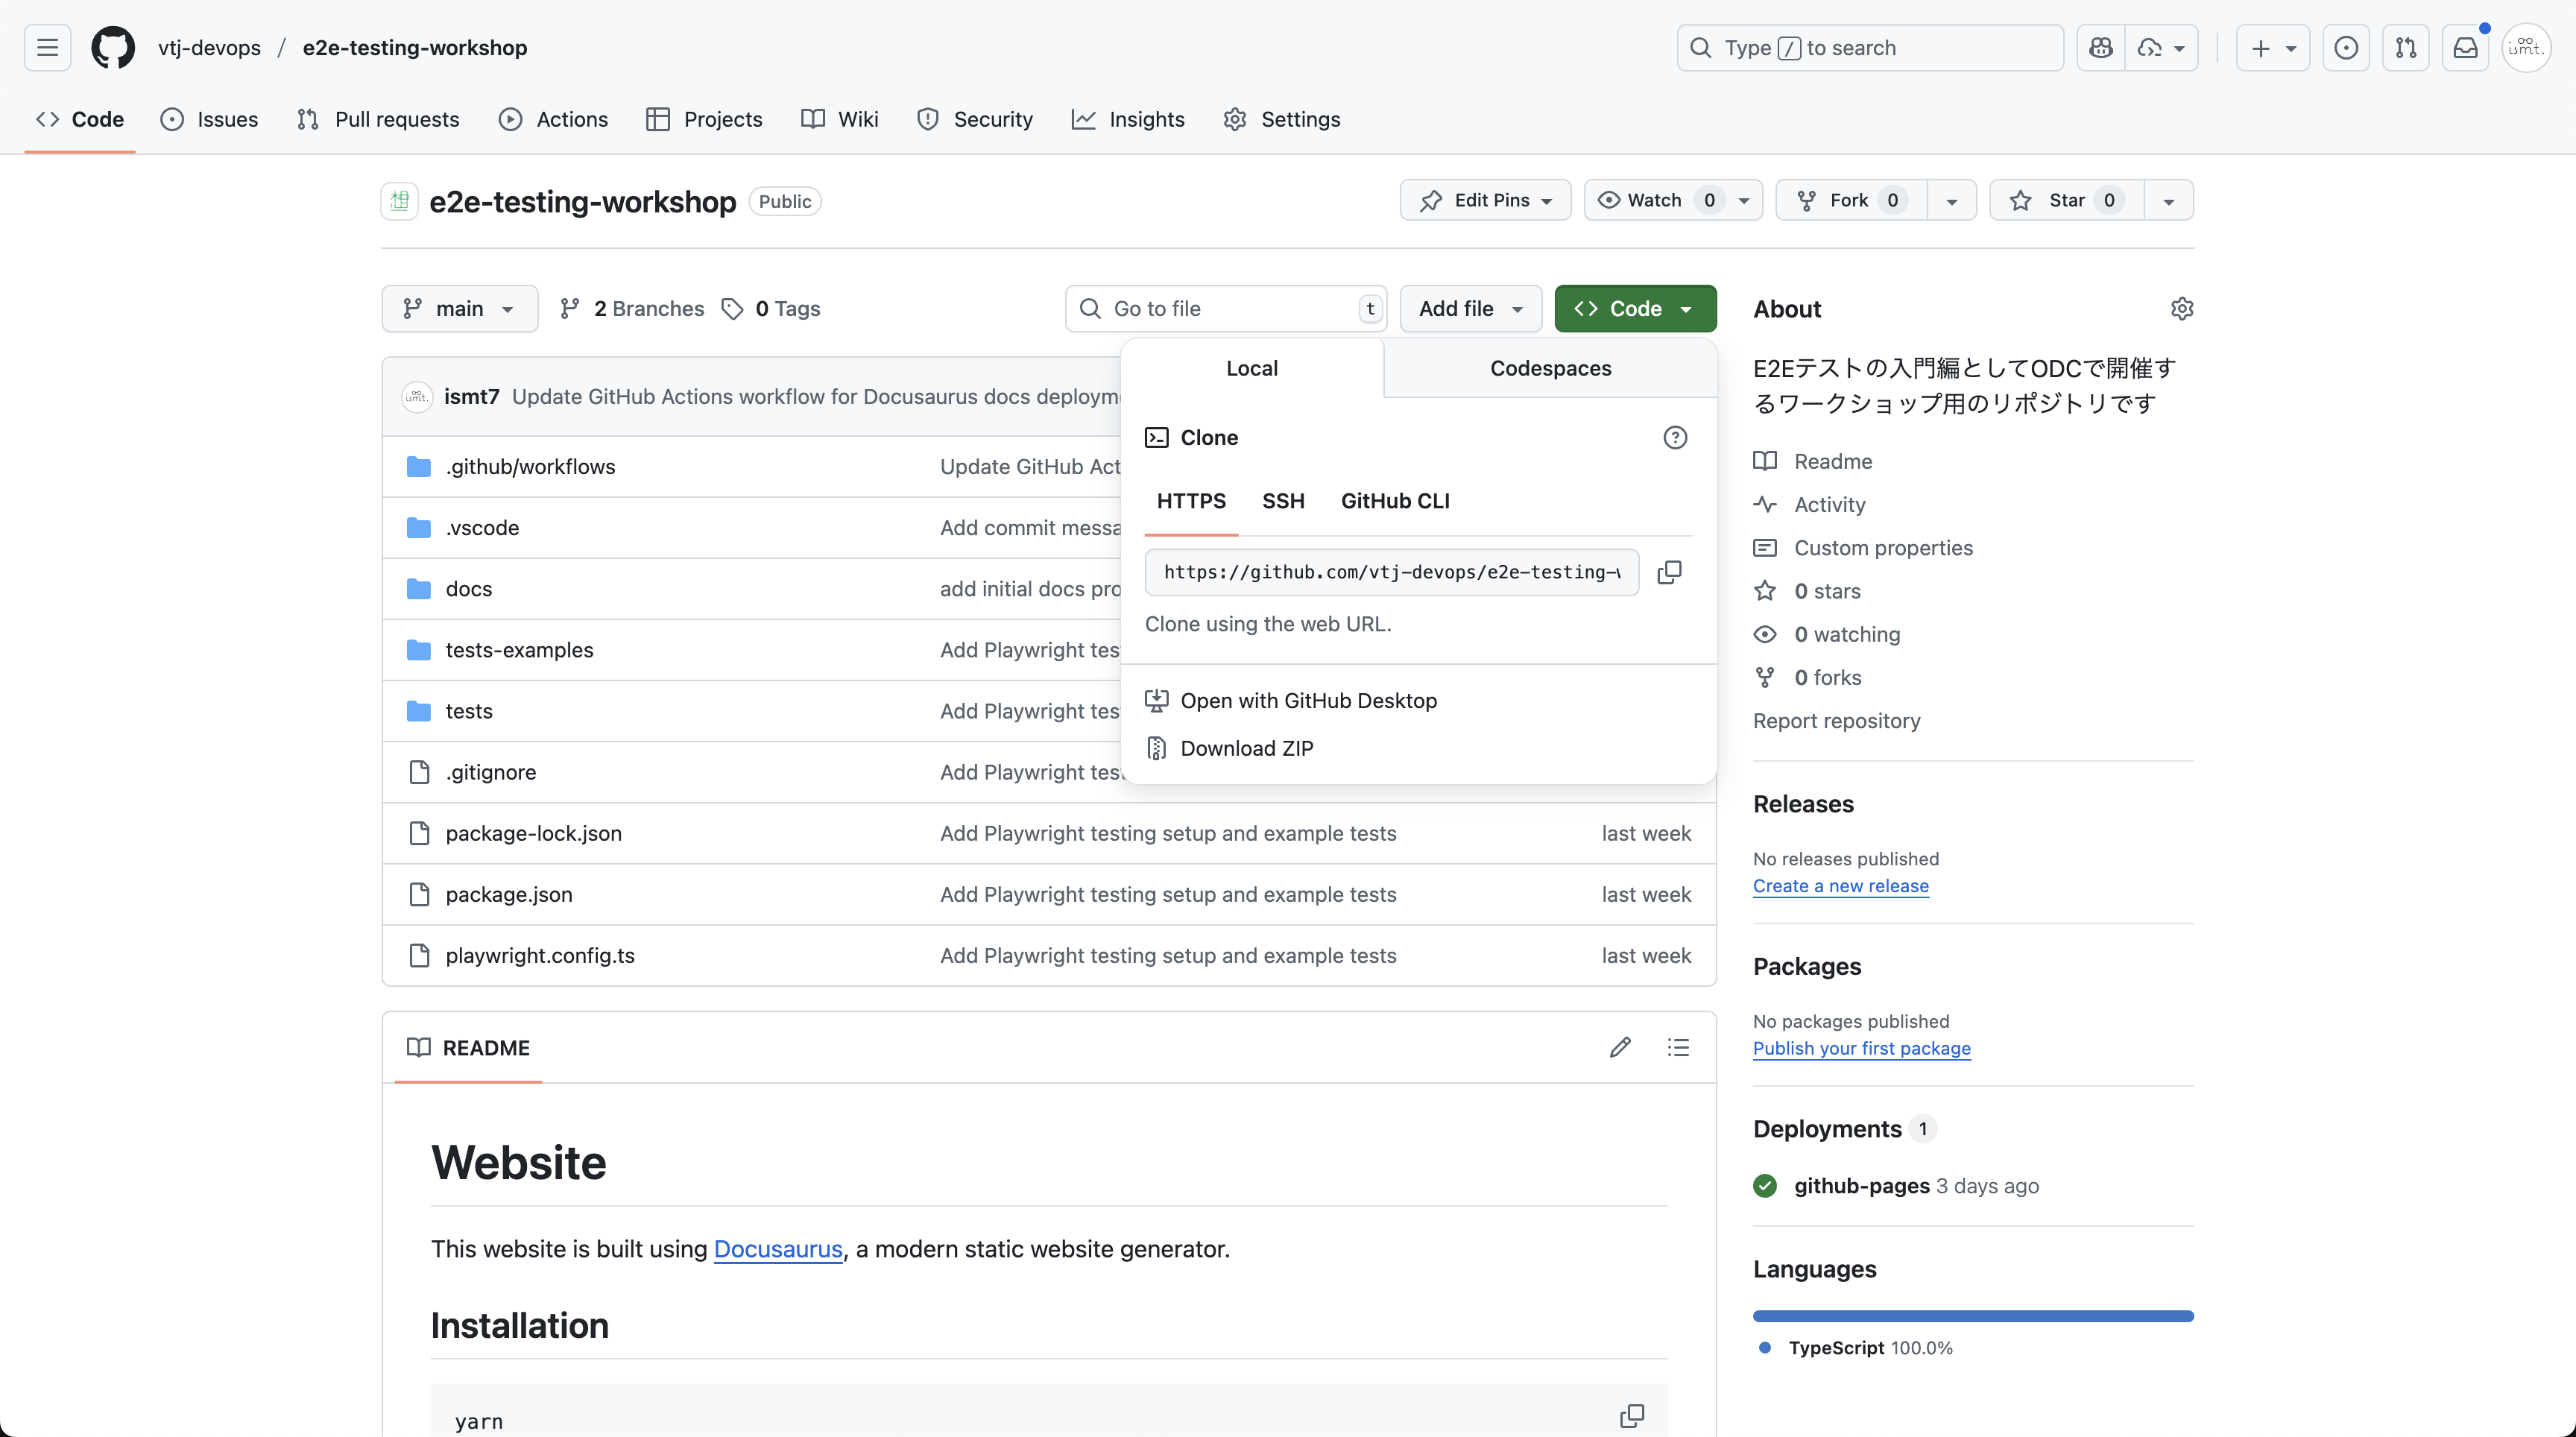 vtj-devops / e2e-testing-workshop
Type / to search
ismt.
Code
Issues
Pull requests
Actions
Projects
Wiki
Security
Insights
Settings
e2e-testing-workshop Public
Edit Pins
Watch 0
Fork 0
Star 0
main
2 Branches
0 Tags
Go to file t
Add file
Code
Local
Codespaces
Clone
HTTPS
SSH
GitHub CLI
https://github.com/vtj-devops/e2e-testing-
Clone using the web URL.
Open with GitHub Desktop
Download ZIP
ismt.
ismt7 Update GitHub Actions workflow for Docusaurus docs deploym
.github/workflows Update GitHub Act
.vscode Add commit messa
docs add initial docs pro
tests-examples Add Playwright tes
tests Add Playwright tes
.gitignore Add Playwright test
package-lock.json Add Playwright testing setup and example tests last week
package.json Add Playwright testing setup and example tests last week
playwright.config.ts Add Playwright testing setup and example tests last week
README
Website
This website is built using Docusaurus, a modern static website generator.
Installation
yarn
About
E2Eテストの入門編としてODCで開催す
るワークショップ用のリポジトリです
Readme
Activity
Custom properties
0 stars
0 watching
0 forks
Report repository
Releases
No releases published
Create a new release
Packages
No packages published
Publish your first package
Deployments 1
github-pages 3 days ago
Languages
TypeScript 100.0%